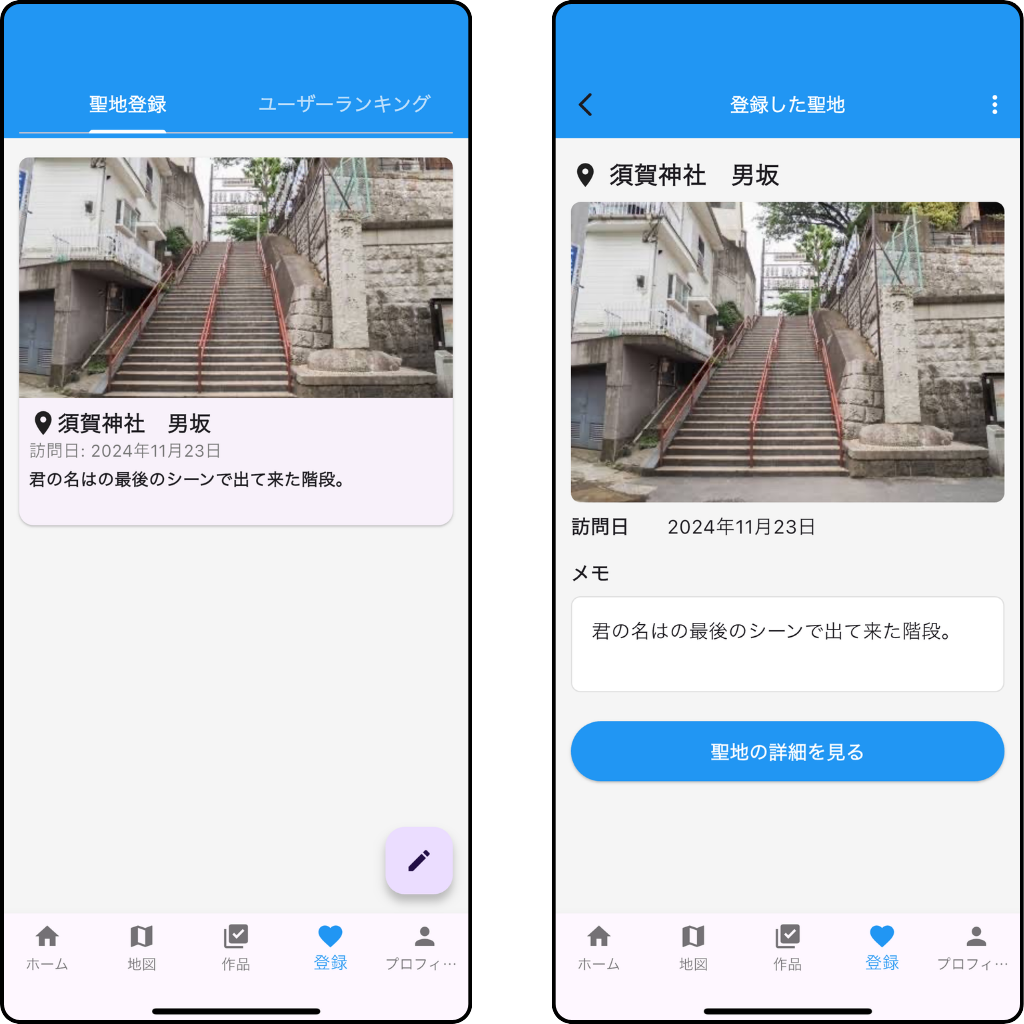 聖地登録 ユーザーランキング
須賀神社　男坂
訪問日: 2024年11月23日
君の名はの最後のシーンで出て来た階段。
ホーム 地図 作品 登録 プロフィ…
登録した聖地
須賀神社　男坂
訪問日 2024年11月23日
メモ
君の名はの最後のシーンで出て来た階段。
聖地の詳細を見る
ホーム 地図 作品 登録 プロフィ…